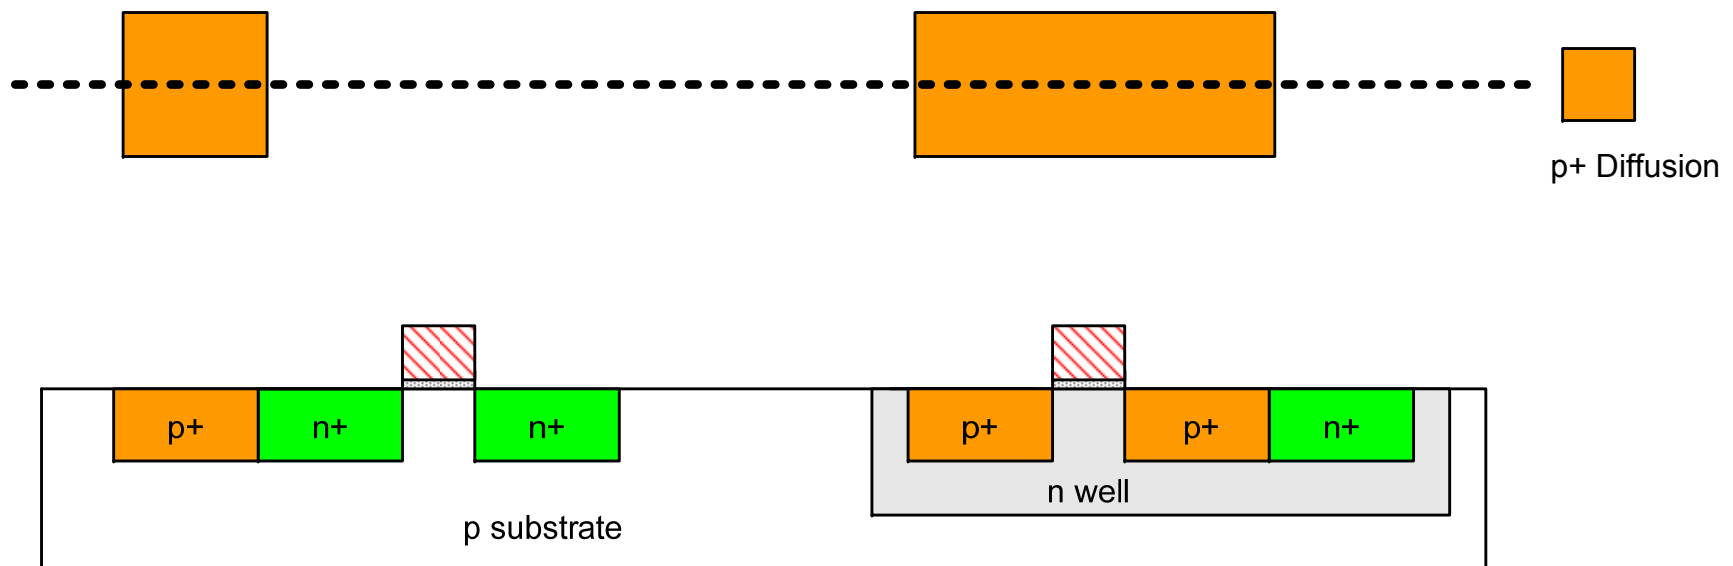 p+ Diffusion
p+
n+
n+
p+
p+
n+
n well
p substrate